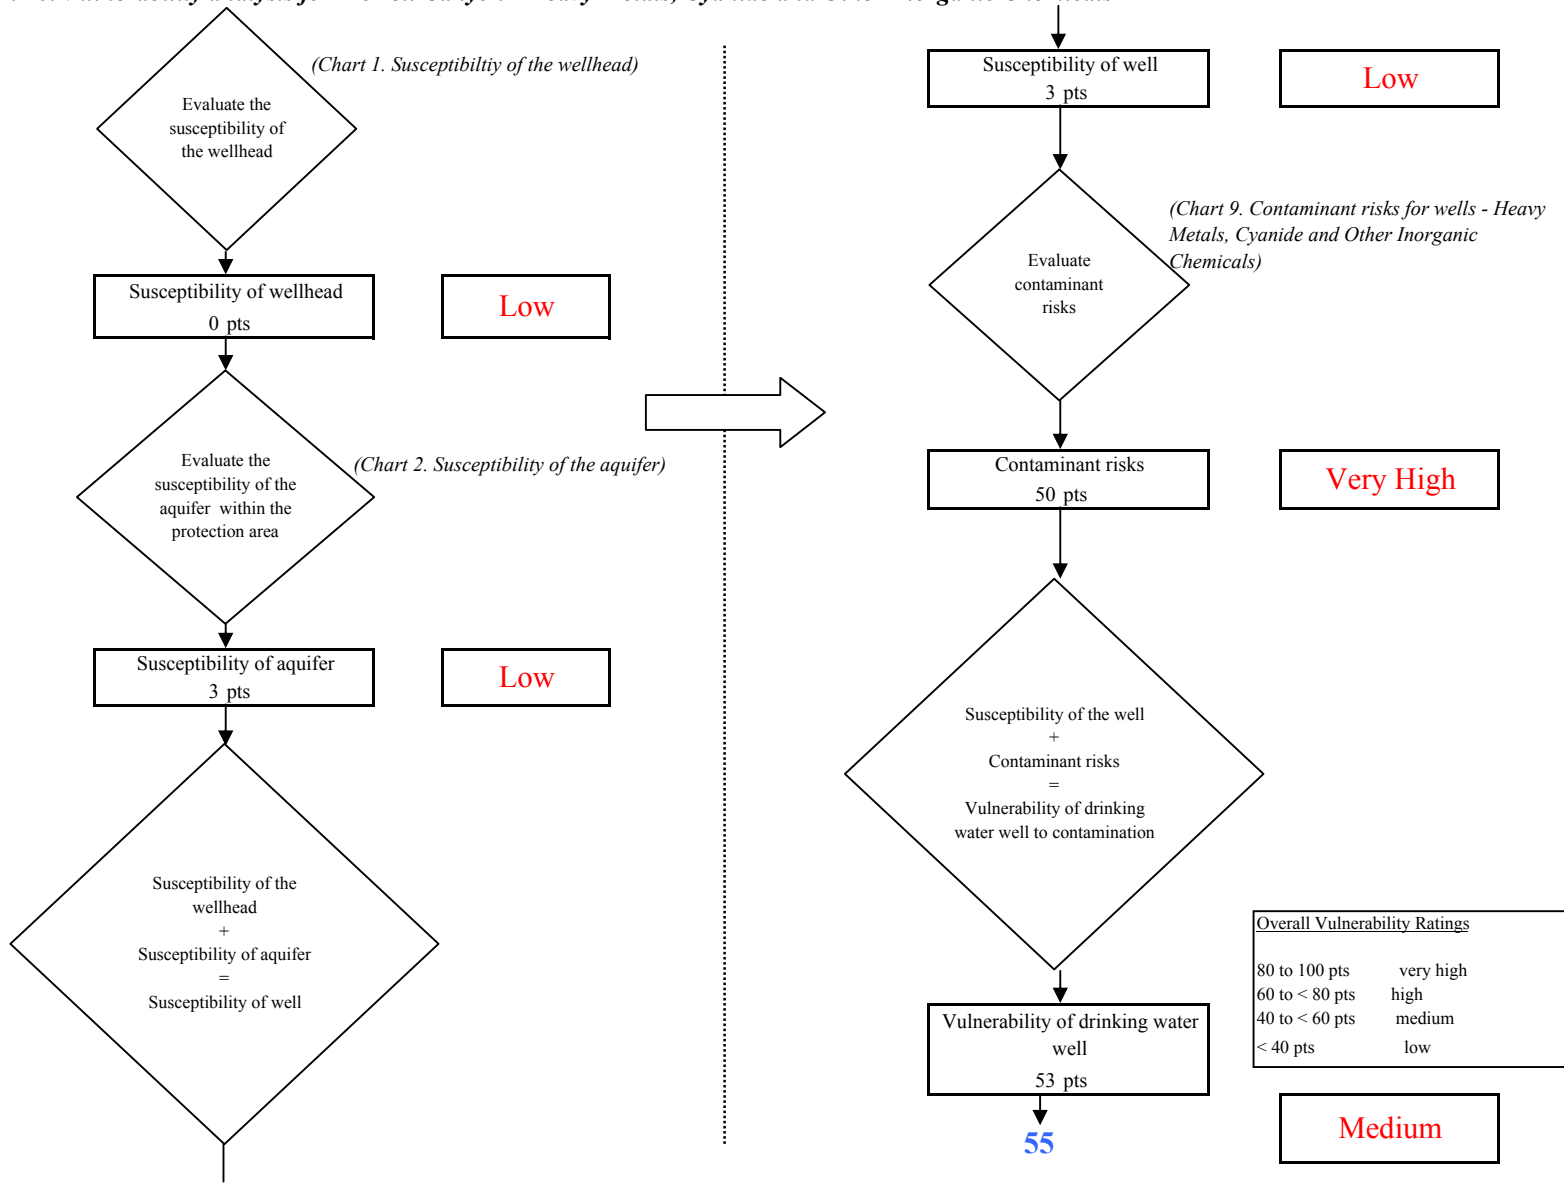 (Chart 1. Susceptibiltiy of the wellhead)
Evaluate the
susceptibility of
the wellhead
Susceptibility of wellhead
0 pts
Low
Evaluate the
susceptibility of the
aquifer within the
protection area
(Chart 2. Susceptibility of the aquifer)
Susceptibility of aquifer
3 pts
Low
Susceptibility of the
wellhead
+
Susceptibility of aquifer
=
Susceptibility of well
Susceptibility of well
3 pts
Low
(Chart 9. Contaminant risks for wells - Heavy
Metals, Cyanide and Other Inorganic
Chemicals)
Evaluate
contaminant
risks
Contaminant risks
50 pts
Very High
Susceptibility of the well
+
Contaminant risks
=
Vulnerability of drinking
water well to contamination
Overall Vulnerability Ratings
80 to 100 pts very high
60 to < 80 pts high
40 to < 60 pts medium
< 40 pts low
Vulnerability of drinking water
well
53 pts
55
Medium